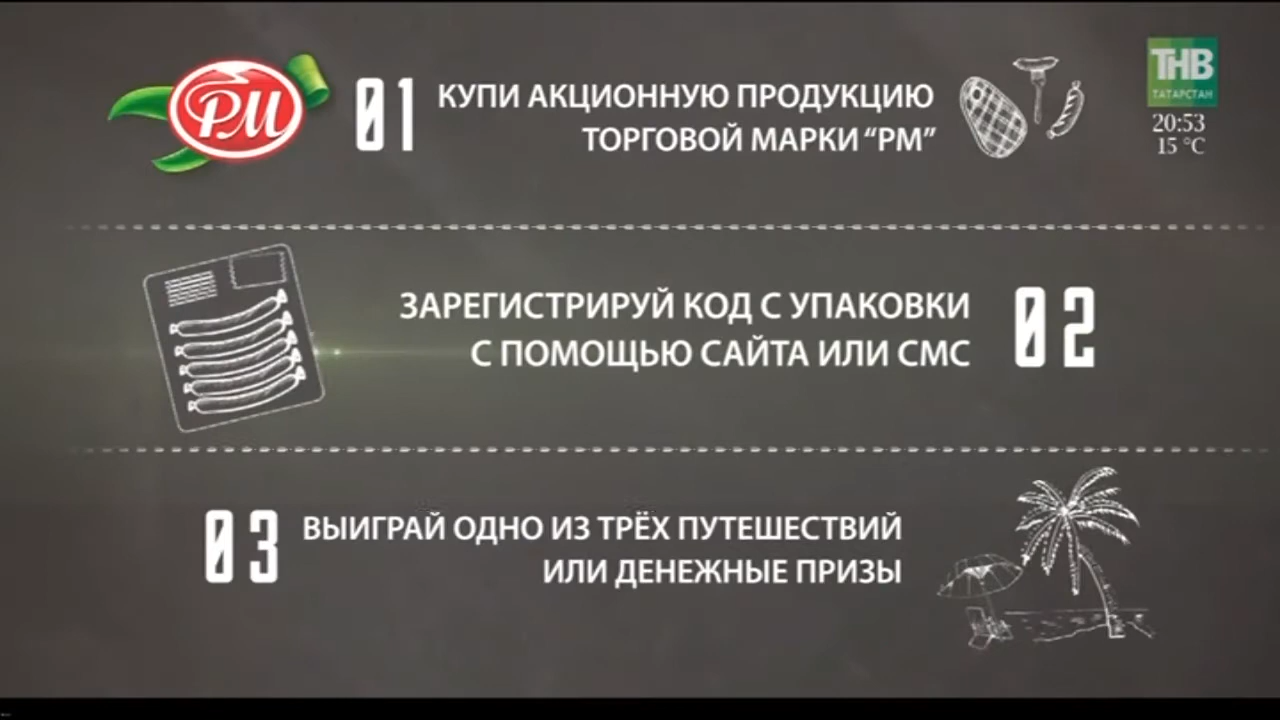 РМ
01
КУПИ АКЦИОННУЮ ПРОДУКЦИЮ
ТОРГОВОЙ МАРКИ “РМ”
ТНВ
ТАТАРСТАН
20:53
15 °C
ЗАРЕГИСТРИРУЙ КОД С УПАКОВКИ
С ПОМОЩЬЮ САЙТА ИЛИ СМС
02
03
ВЫИГРАЙ ОДНО ИЗ ТРЁХ ПУТЕШЕСТВИЙ
ИЛИ ДЕНЕЖНЫЕ ПРИЗЫ